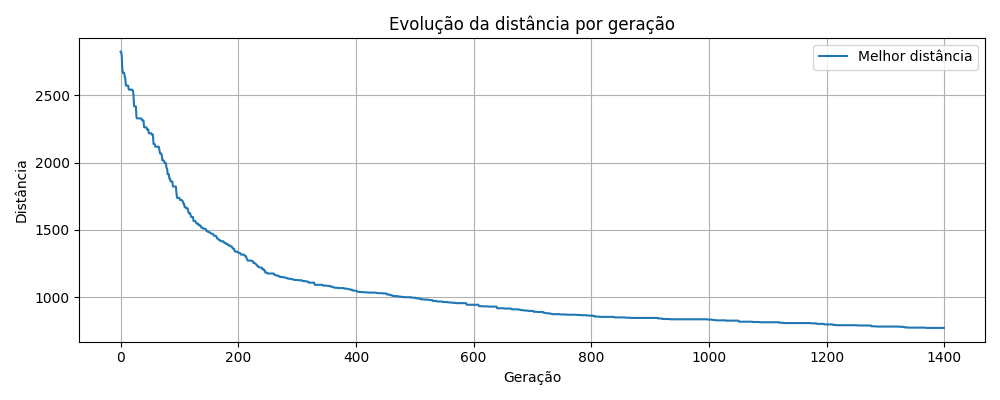 Evolução da distância por geração
Melhor distância
Distância
2500
2000
1500
1000
0 200 400 600 800 1000 1200 1400
Geração